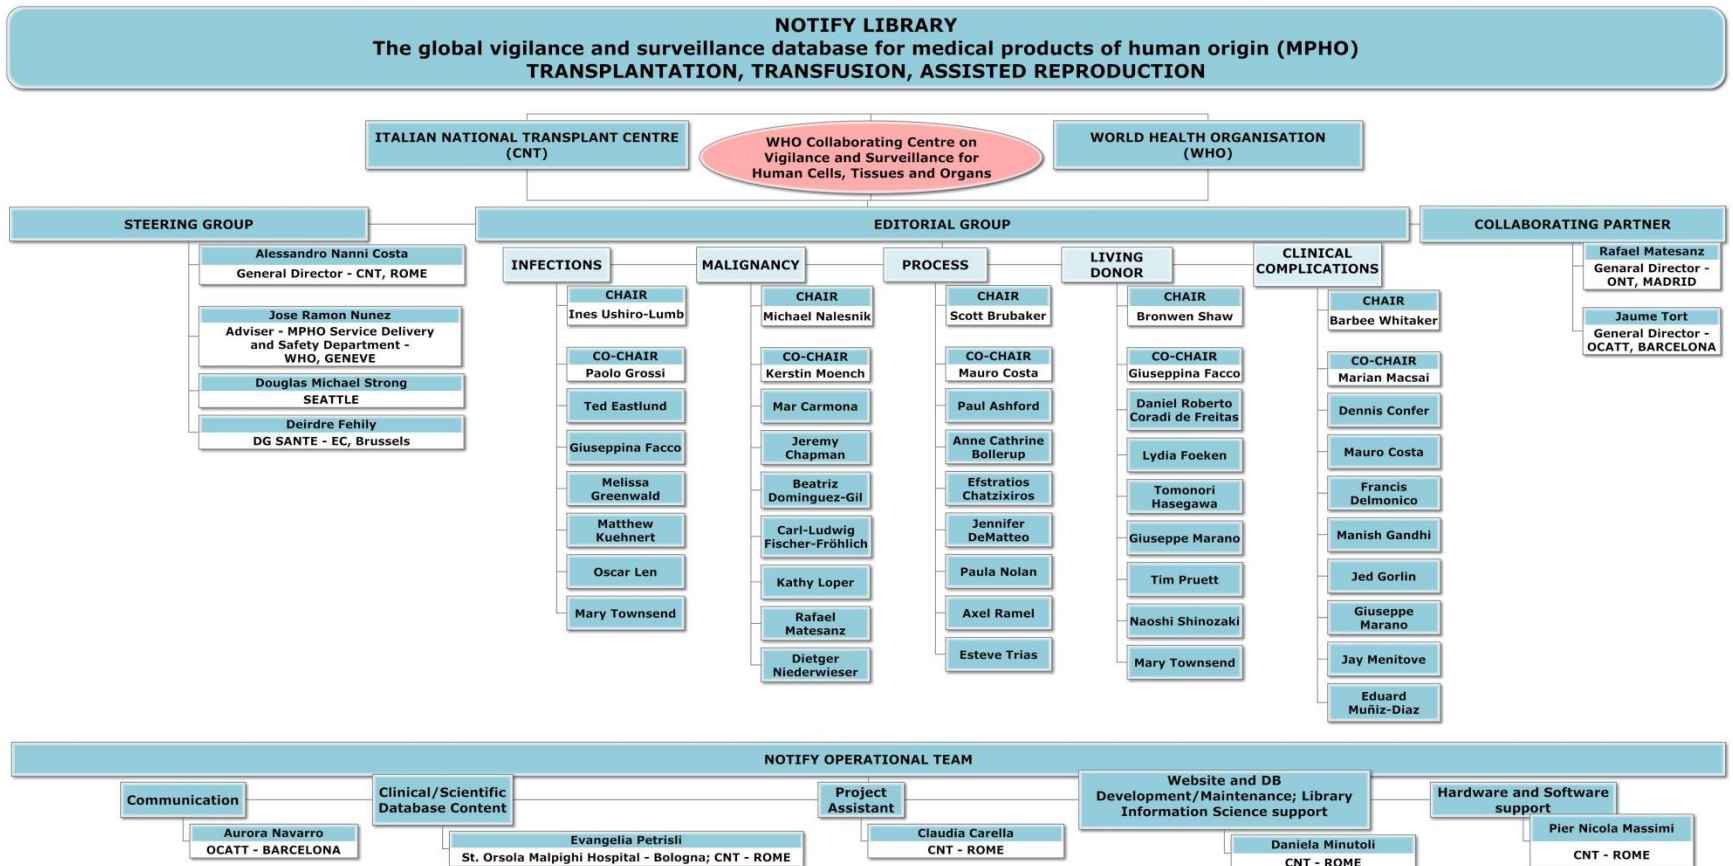 NOTIFY LIBRARY
The global vigilance and surveillance database for medical products of human origin (MPHO)
TRANSPLANTATION, TRANSFUSION, ASSISTED REPRODUCTION
ITALIAN NATIONAL TRANSPLANT CENTRE
(CNT)
WHO Collaborating Centre on
Vigilance and Surveillance for
Human Cells, Tissues and Organs
WORLD HEALTH ORGANISATION
(WHO)
STEERING GROUP
Alessandro Nanni Costa
General Director - CNT, ROME
Jose Ramon Nunez
Adviser - MPHO Service Delivery
and Safety Department -
WHO, GENEVE
Douglas Michael Strong
SEATTLE
Deirdre Fehily
DG SANTE - EC, Brussels
EDITORIAL GROUP
INFECTIONS
CHAIR
Ines Ushiro-Lumb
CO-CHAIR
Paolo Grossi
Ted Eastlund
Giuseppina Facco
Melissa
Greenwald
Matthew
Kuehnert
Oscar Len
Mary Townsend
MALIGNANCY
CHAIR
Michael Nalesnik
CO-CHAIR
Kerstin Moench
Mar Carmona
Jeremy
Chapman
Beatriz
Dominguez-Gil
Carl-Ludwig
Fischer-Fröhlich
Kathy Loper
Rafael
Matesanz
Dietger
Niederwieser
PROCESS
CHAIR
Scott Brubaker
CO-CHAIR
Mauro Costa
Paul Ashford
Anne Cathrine
Bollerup
Efstratios
Chatzixiros
Jennifer
DeMatteo
Paula Nolan
Axel Ramel
Esteve Trias
LIVING
DONOR
CHAIR
Bronwen Shaw
CO-CHAIR
Giuseppina Facco
Daniel Roberto
Coradi de Freitas
Lydia Foeken
Tomonori
Hasegawa
Giuseppe Marano
Tim Pruett
Naoshi Shinozaki
Mary Townsend
CLINICAL
COMPLICATIONS
CHAIR
Barbee Whitaker
CO-CHAIR
Marian Macsai
Dennis Confer
Mauro Costa
Francis
Delmonico
Manish Gandhi
Jed Gorlin
Giuseppe
Marano
Jay Menitove
Eduard
Muñiz-Diaz
COLLABORATING PARTNER
Rafael Matesanz
Genaral Director -
ONT, MADRID
Jaume Tort
General Director -
OCATT, BARCELONA
NOTIFY OPERATIONAL TEAM
Communication
Aurora Navarro
OCATT - BARCELONA
Clinical/Scientific
Database Content
Evangelia Petrisli
St. Orsola Malpighi Hospital - Bologna; CNT - ROME
Project
Assistant
Claudia Carella
CNT - ROME
Website and DB
Development/Maintenance; Library
Information Science support
Daniela Minutoli
CNT - ROME
Hardware and Software
support
Pier Nicola Massimi
CNT - ROME